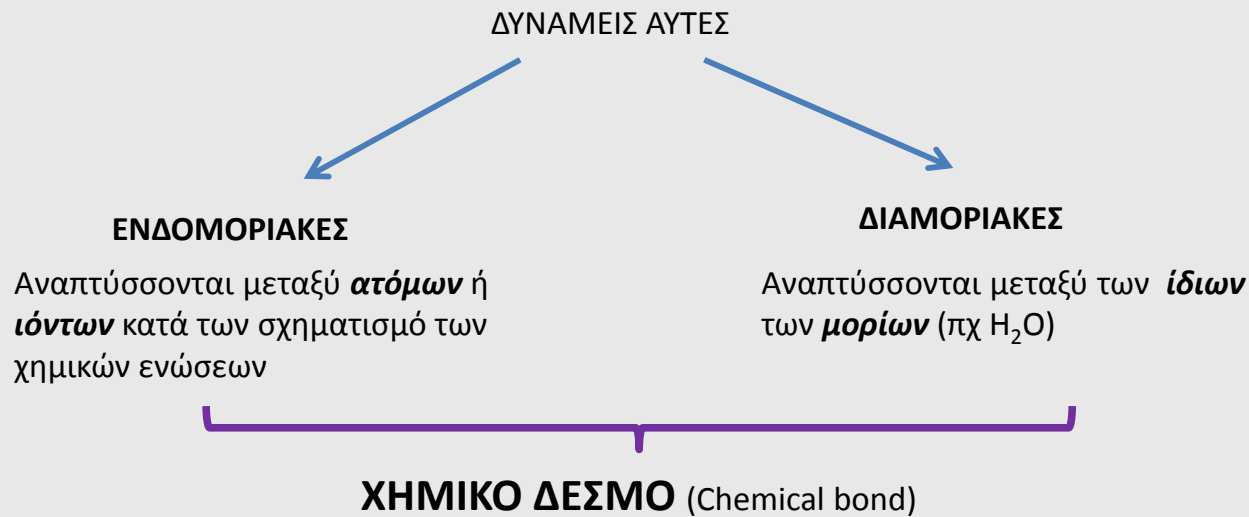 ΔΥΝΑΜΕΙΣ ΑΥΤΕΣ
ΕΝΔΟΜΟΡΙΑΚΕΣ
Αναπτύσσονται μεταξύ ατόμων ή
ιόντων κατά των σχηματισμό των
χημικών ενώσεων
ΔΙΑΜΟΡΙΑΚΕΣ
Αναπτύσσονται μεταξύ των ίδιων
των μορίων (πχ H₂O)
ΧΗΜΙΚΟ ΔΕΣΜΟ (Chemical bond)